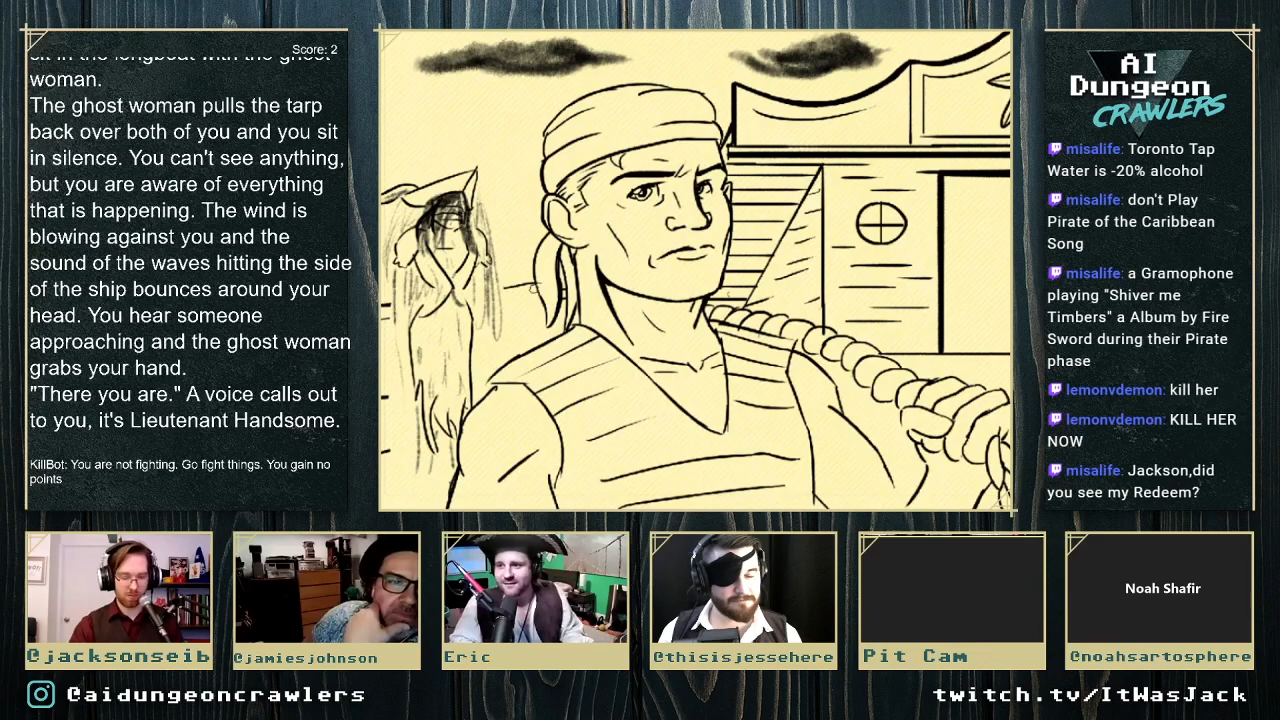 Score: 2
sit in the longboat with the ghost
woman.
The ghost woman pulls the tarp
back over both of you and you sit
in silence. You can't see anything,
but you are aware of everything
that is happening. The wind is
blowing against you and the
sound of the waves hitting the side
of the ship bounces around your
head. You hear someone
approaching and the ghost woman
grabs your hand.
"There you are." A voice calls out
to you, it's Lieutenant Handsome.
KillBot: You are not fighting. Go fight things. You gain no
points
AI
Dungeon
CRAWLERS
misalife: Toronto Tap
Water is -20% alcohol
misalife: don't Play
Pirate of the Caribbean
Song
misalife: a Gramophone
playing "Shiver me
Timbers" a Album by Fire
Sword during their Pirate
phase
lemonvdemon: kill her
lemonvdemon: KILL HER
NOW
misalife: Jackson,did
you see my Redeem?
Noah Shafir
@jacksonseib
@jamiesjohnson
Eric
@thisisjessehere
Pit Cam
@noahsartosphere
@aidungeoncrawlers
twitch.tv/ItWasJack